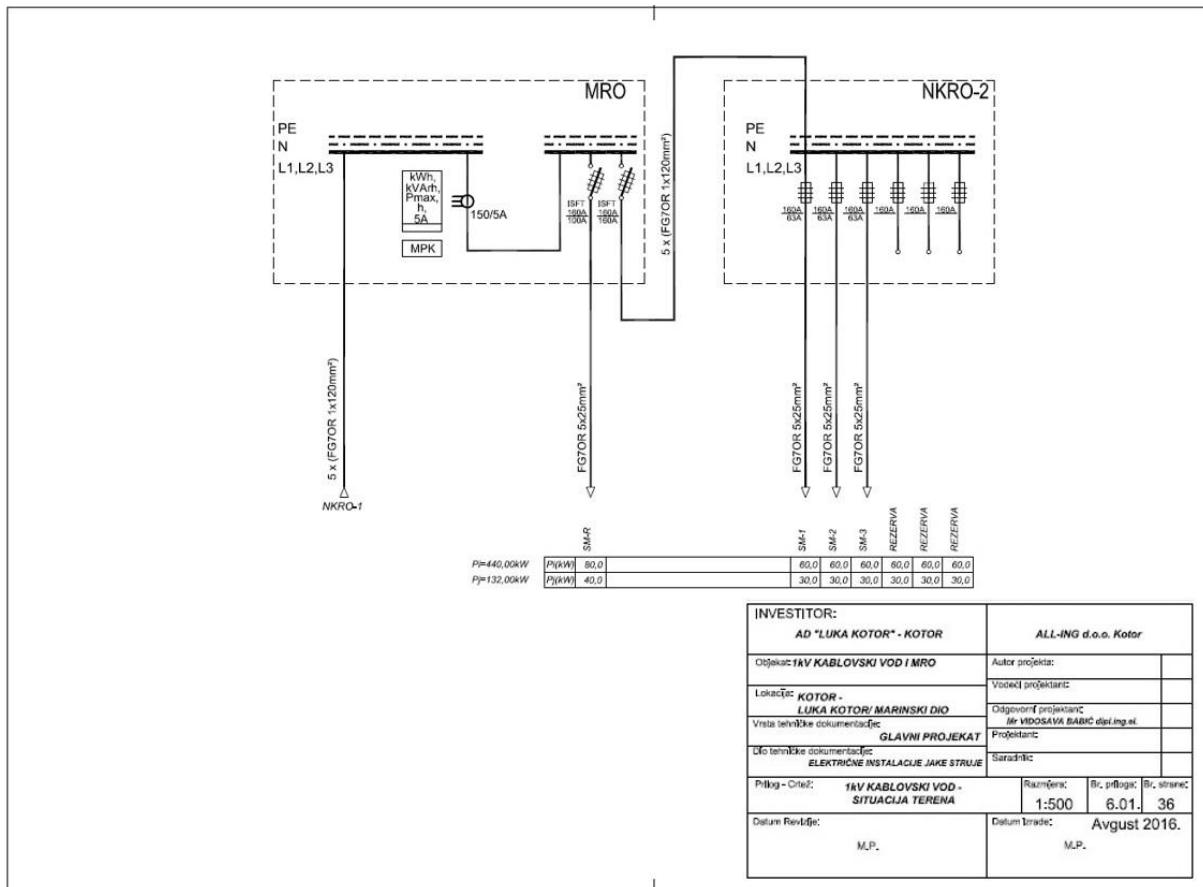 MRO
PE
N
L1,L2,L3
kWh,
kVArh,
Pmax,
h,
5A
MPK
150/5A
ISFT
160A
100A
ISFT
160A
160A
5 x (FG7OR 1x120mm²)
NKRO-1
FG7OR 5x25mm²
5 x (FG7OR 1x120mm²)
NKRO-2
PE
N
L1,L2,L3
160A
63A
160A
63A
160A
63A
160A
160A
160A
FG7OR 5x25mm²
FG7OR 5x25mm²
FG7OR 5x25mm²
SM-R SM-1 SM-2 SM-3 REZERVA REZERVA REZERVA
Pi=440,00kW Pi(kW) 80,0 60,0 60,0 60,0 60,0 60,0 60,0
Pj=132,00kW Pj(kW) 40,0 30,0 30,0 30,0 30,0 30,0 30,0
INVESTITOR:
AD "LUKA KOTOR" - KOTOR
ALL-ING d.o.o. Kotor
Objekat: 1kV KABLOVSKI VOD I MRO
Autor projekta:
Lokacija: KOTOR -
LUKA KOTOR/ MARINSKI DIO
Vodeći projektant:
Odgovorni projektant:
Mr VIDOSAVA BABIĆ dipl.ing.el.
Vrsta tehničke dokumentacije:
GLAVNI PROJEKAT
Projektant:
Dio tehničke dokumentacije:
ELEKTRIČNE INSTALACIJE JAKE STRUJE
Saradnik:
Prilog - Crtež: 1kV KABLOVSKI VOD -
SITUACIJA TERENA
Razmjera:
1:500
Br. priloga:
6.01.
Br. strane:
36
Datum Revizije:
M.P.
Datum Izrade: Avgust 2016.
M.P.